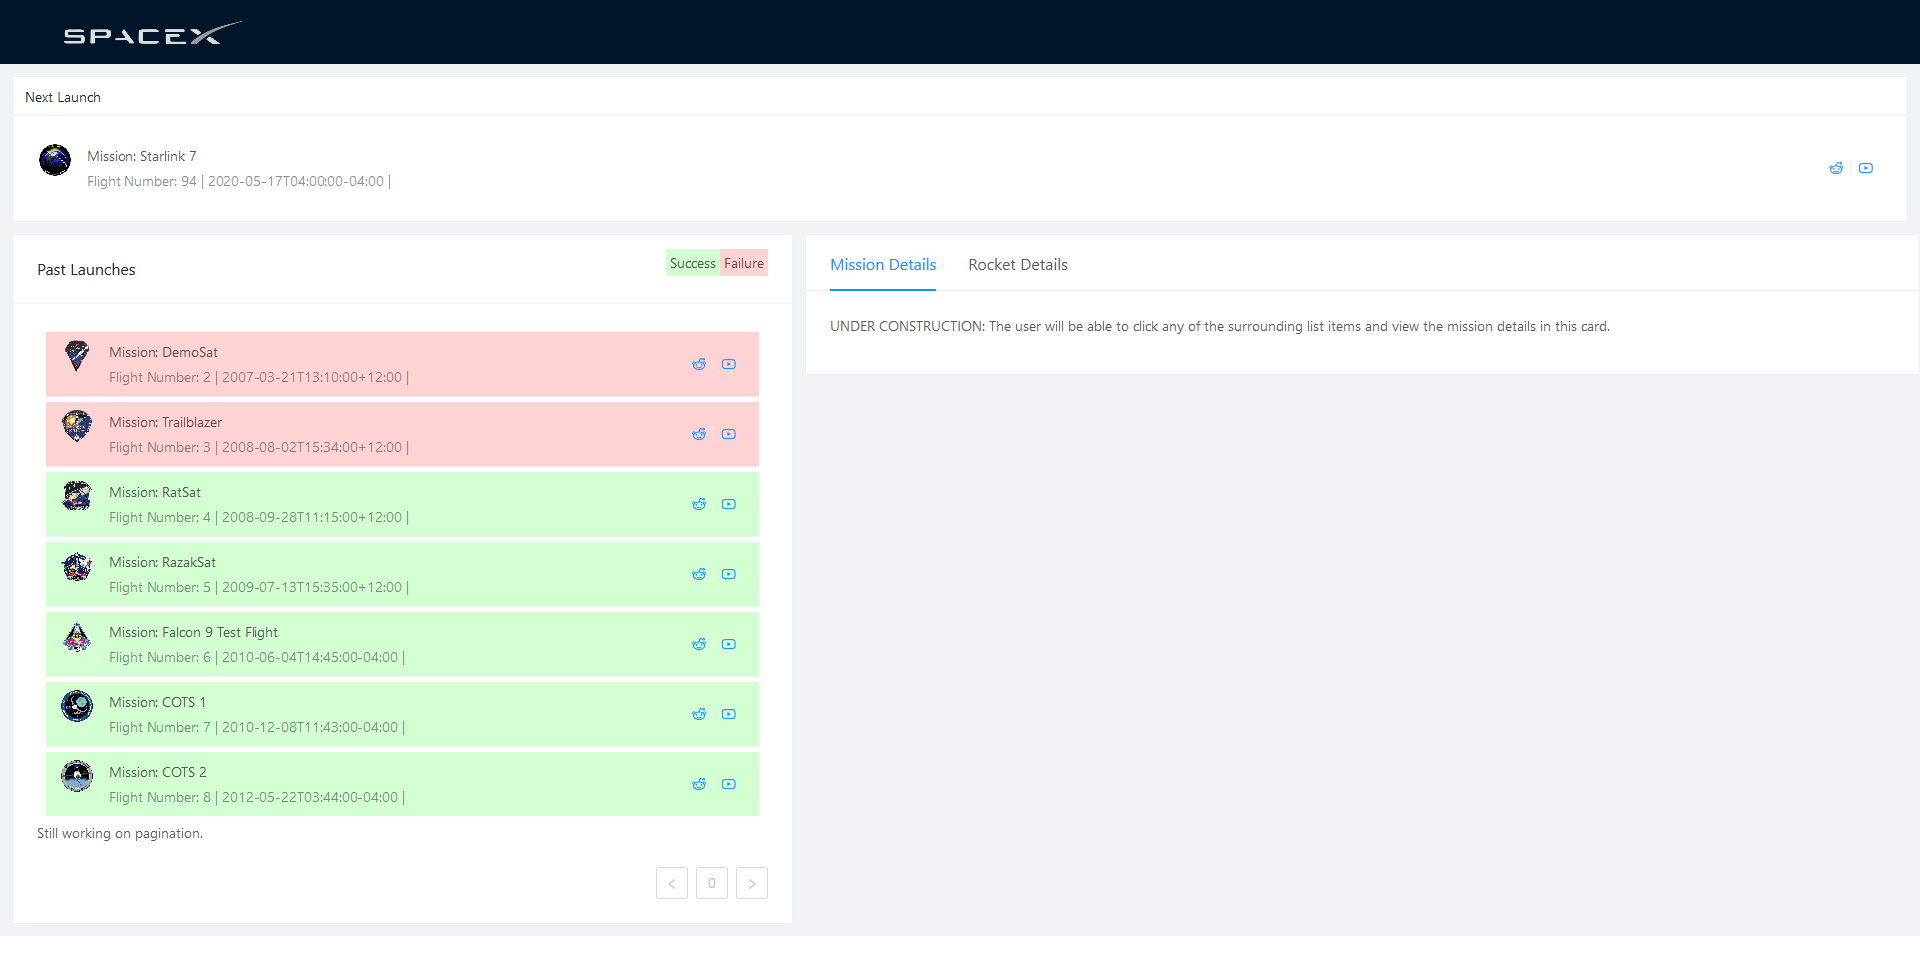 SPACEX
Next Launch
Mission: Starlink 7
Flight Number: 94 | 2020-05-17T04:00:00-04:00 |
Past Launches
Success Failure
Mission: DemoSat
Flight Number: 2 | 2007-03-21T13:10:00+12:00 |
Mission: Trailblazer
Flight Number: 3 | 2008-08-02T15:34:00+12:00 |
Mission: RatSat
Flight Number: 4 | 2008-09-28T11:15:00+12:00 |
Mission: RazakSat
Flight Number: 5 | 2009-07-13T15:35:00+12:00 |
Mission: Falcon 9 Test Flight
Flight Number: 6 | 2010-06-04T14:45:00-04:00 |
Mission: COTS 1
Flight Number: 7 | 2010-12-08T11:43:00-04:00 |
Mission: COTS 2
Flight Number: 8 | 2012-05-22T03:44:00-04:00 |
Still working on pagination.
< 0 >
Mission Details Rocket Details
UNDER CONSTRUCTION: The user will be able to click any of the surrounding list items and view the mission details in this card.